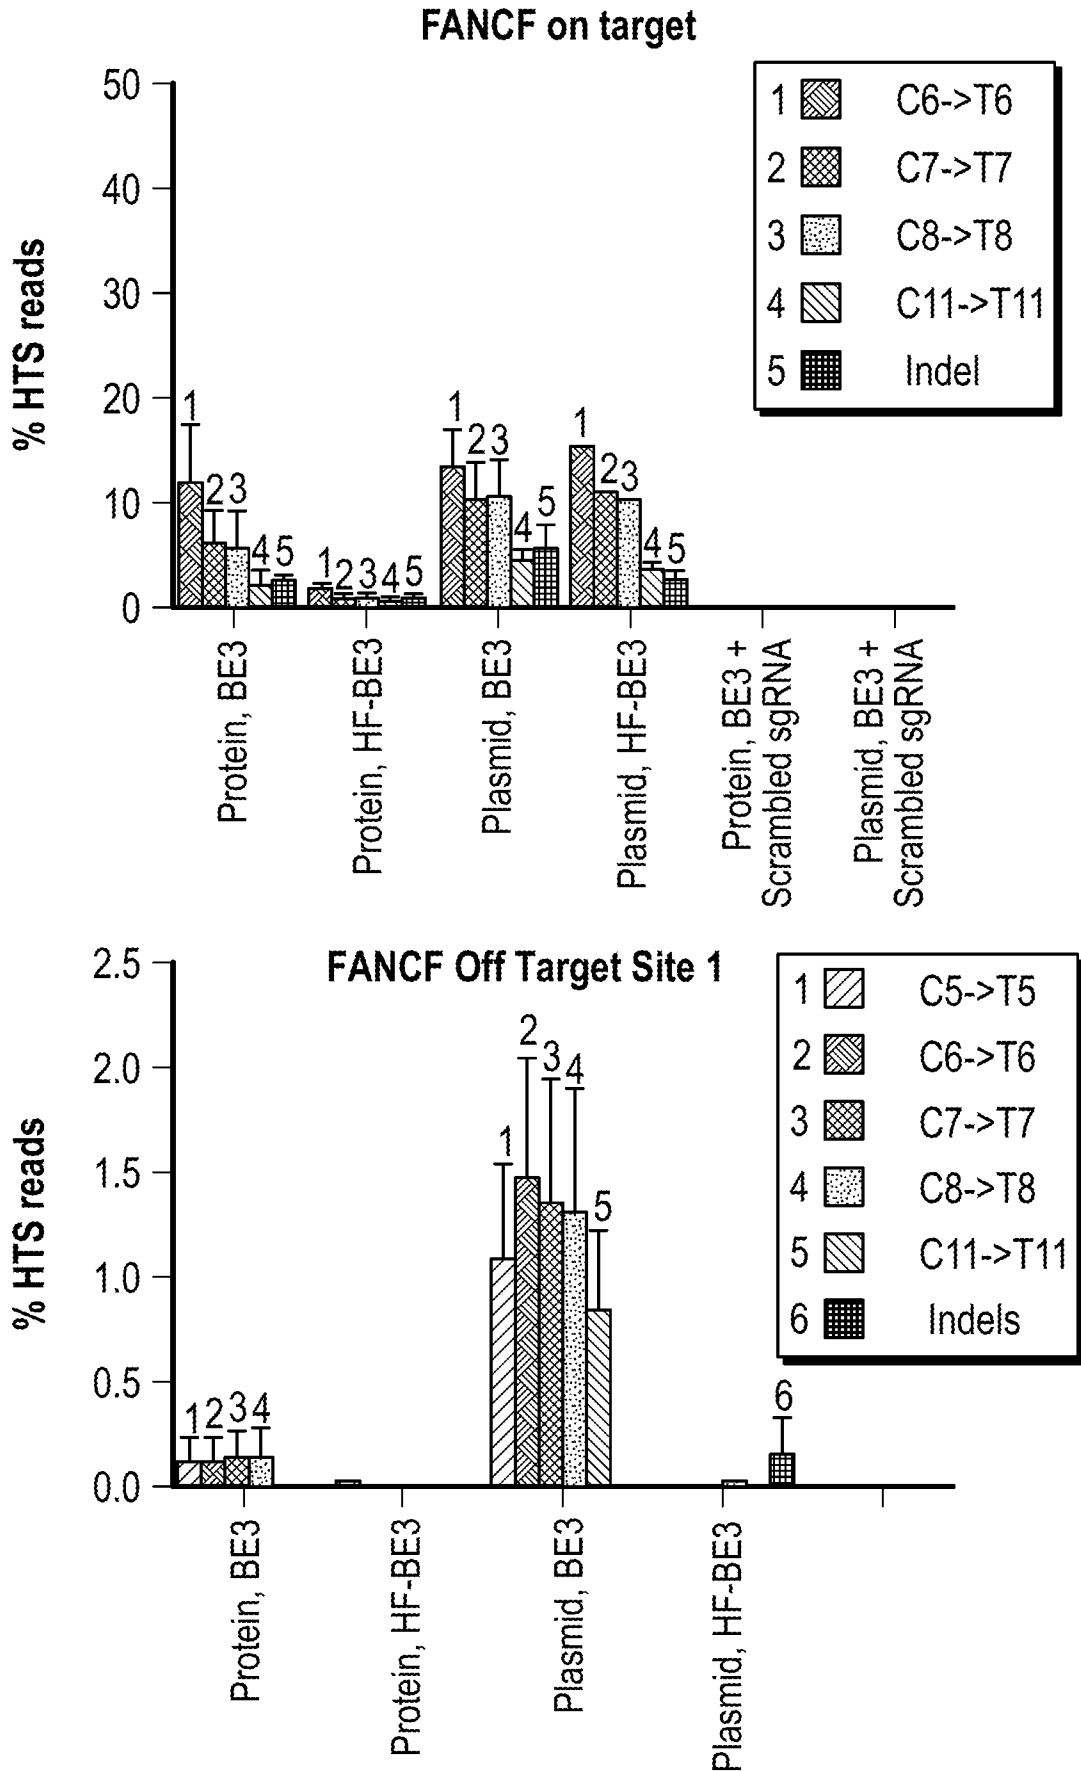 FANCF on target
% HTS reads
50
40
30
20
10
0
1 C6->T6
2 C7->T7
3 C8->T8
4 C11->T11
5 Indel
1
2
3
4
5
1
2
3
4
5
1
2
3
4
5
1
2
3
4
5
Protein, BE3
Protein, HF-BE3
Plasmid, BE3
Plasmid, HF-BE3
Protein, BE3 +
Scrambled sgRNA
Plasmid, BE3 +
Scrambled sgRNA
FANCF Off Target Site 1
% HTS reads
2.5
2.0
1.5
1.0
0.5
0.0
1 C5->T5
2 C6->T6
3 C7->T7
4 C8->T8
5 C11->T11
6 Indels
1
2
3
4
1
2
3
4
5
6
Protein, BE3
Protein, HF-BE3
Plasmid, BE3
Plasmid, HF-BE3